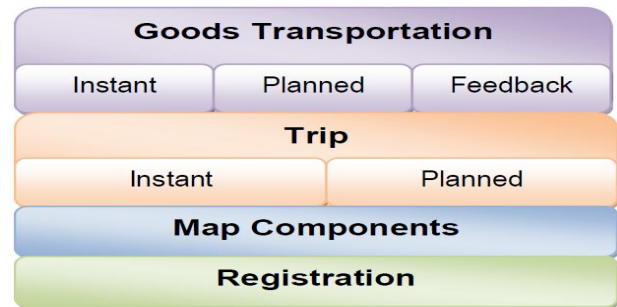 Goods Transportation
Instant Planned Feedback
Trip
Instant Planned
Map Components
Registration